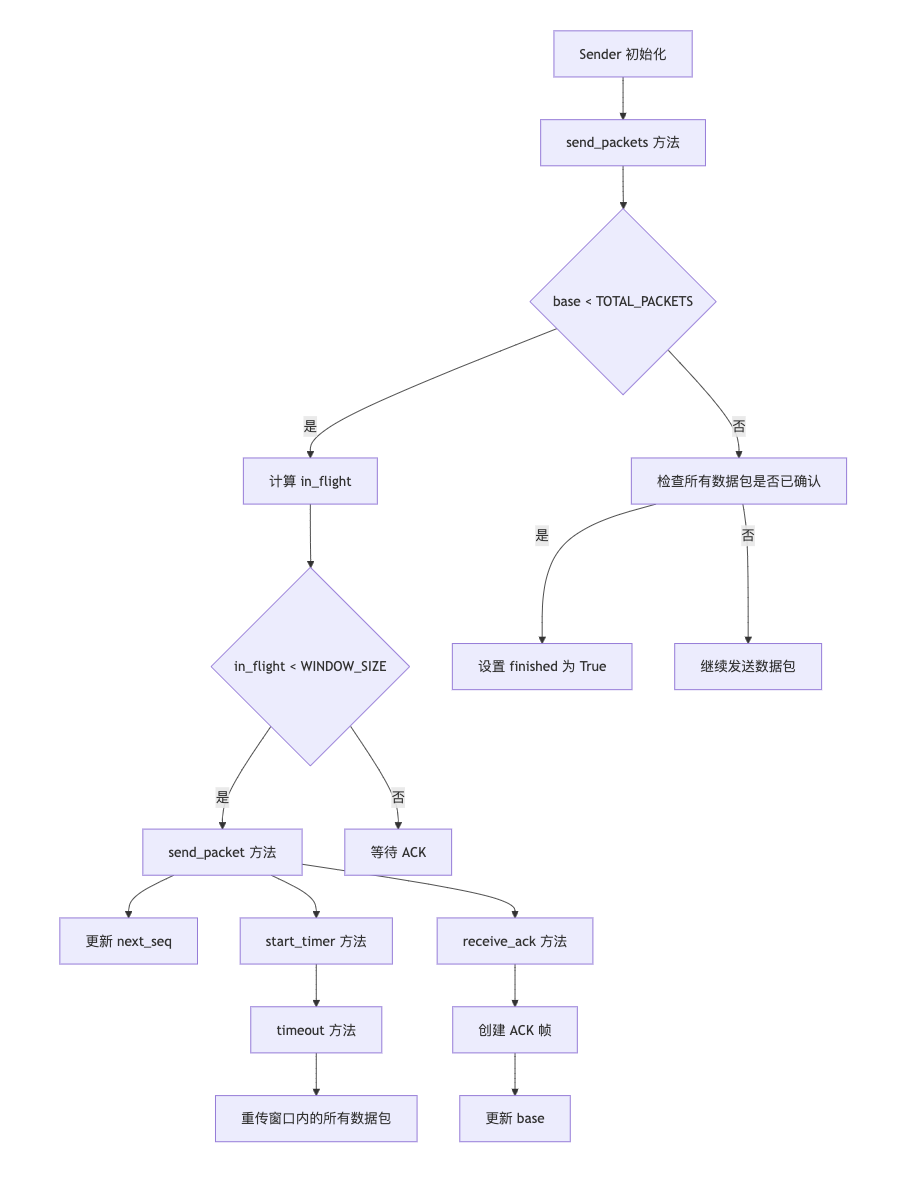 Sender 初始化
send_packets 方法
base < TOTAL_PACKETS
是
否
计算 in_flight
检查所有数据包是否已确认
是
否
in_flight < WINDOW_SIZE
设置 finished 为 True
继续发送数据包
是
否
send_packet 方法
等待 ACK
更新 next_seq
start_timer 方法
receive_ack 方法
timeout 方法
创建 ACK 帧
重传窗口内的所有数据包
更新 base